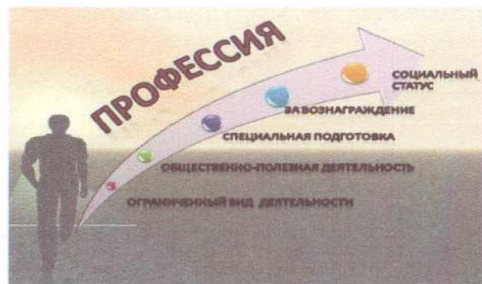 ПРОФЕССИЯ
СОЦИАЛЬНЫЙ
СТАТУС
ЗА ВОЗНАГРАЖДЕНИЕ
СПЕЦИАЛЬНАЯ ПОДГОТОВКА
ОБЩЕСТВЕННО-ПОЛЕЗНАЯ ДЕЯТЕЛЬНОСТЬ
ОГРАНИЧЕННЫЙ ВИД ДЕЯТЕЛЬНОСТИ